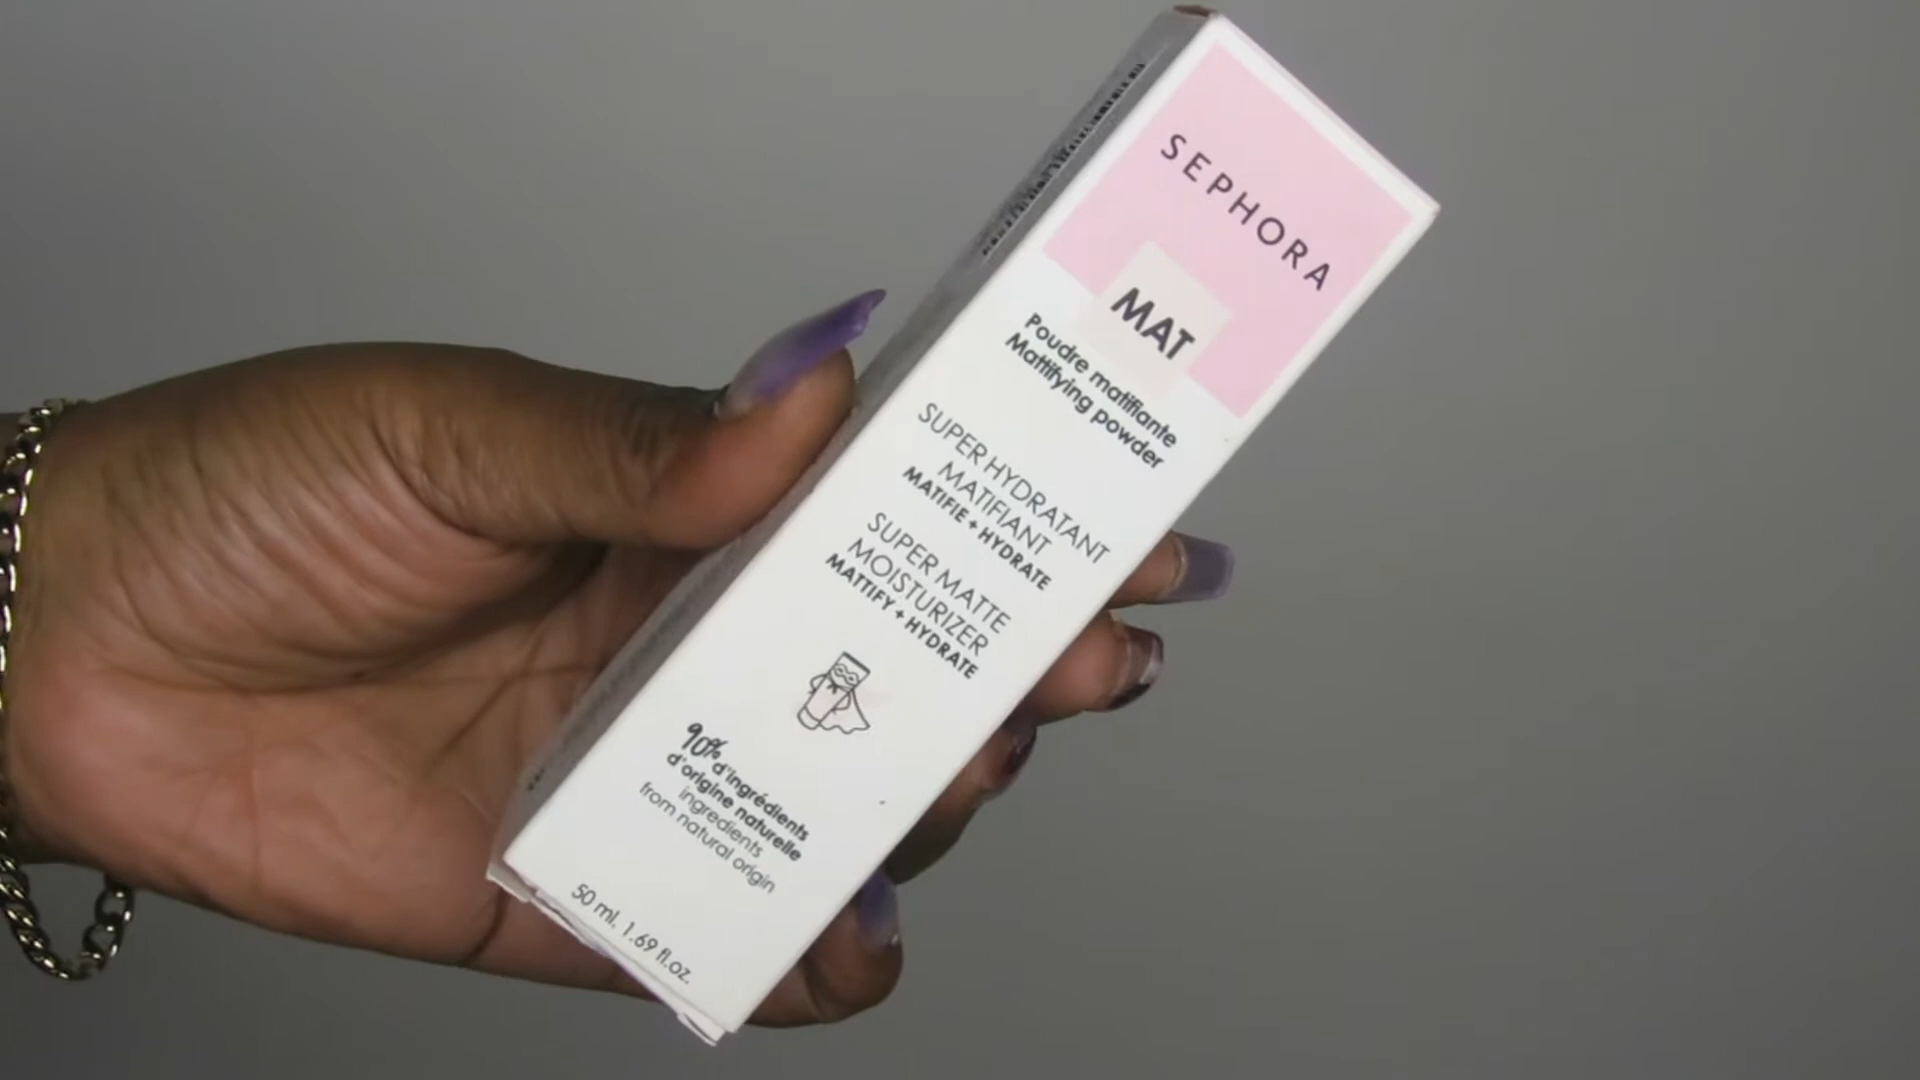 SEPHORA
MAT
Poudre matifiante
Mattifying powder
SUPER HYDRATANT
MATIFIANT
MATIFIE + HYDRATE
SUPER MATTE
MOISTURIZER
MATTIFY + HYDRATE
90% d'ingrédients
d'origine naturelle
ingredients
from natural origin
50 ml. 1.69 fl.oz.